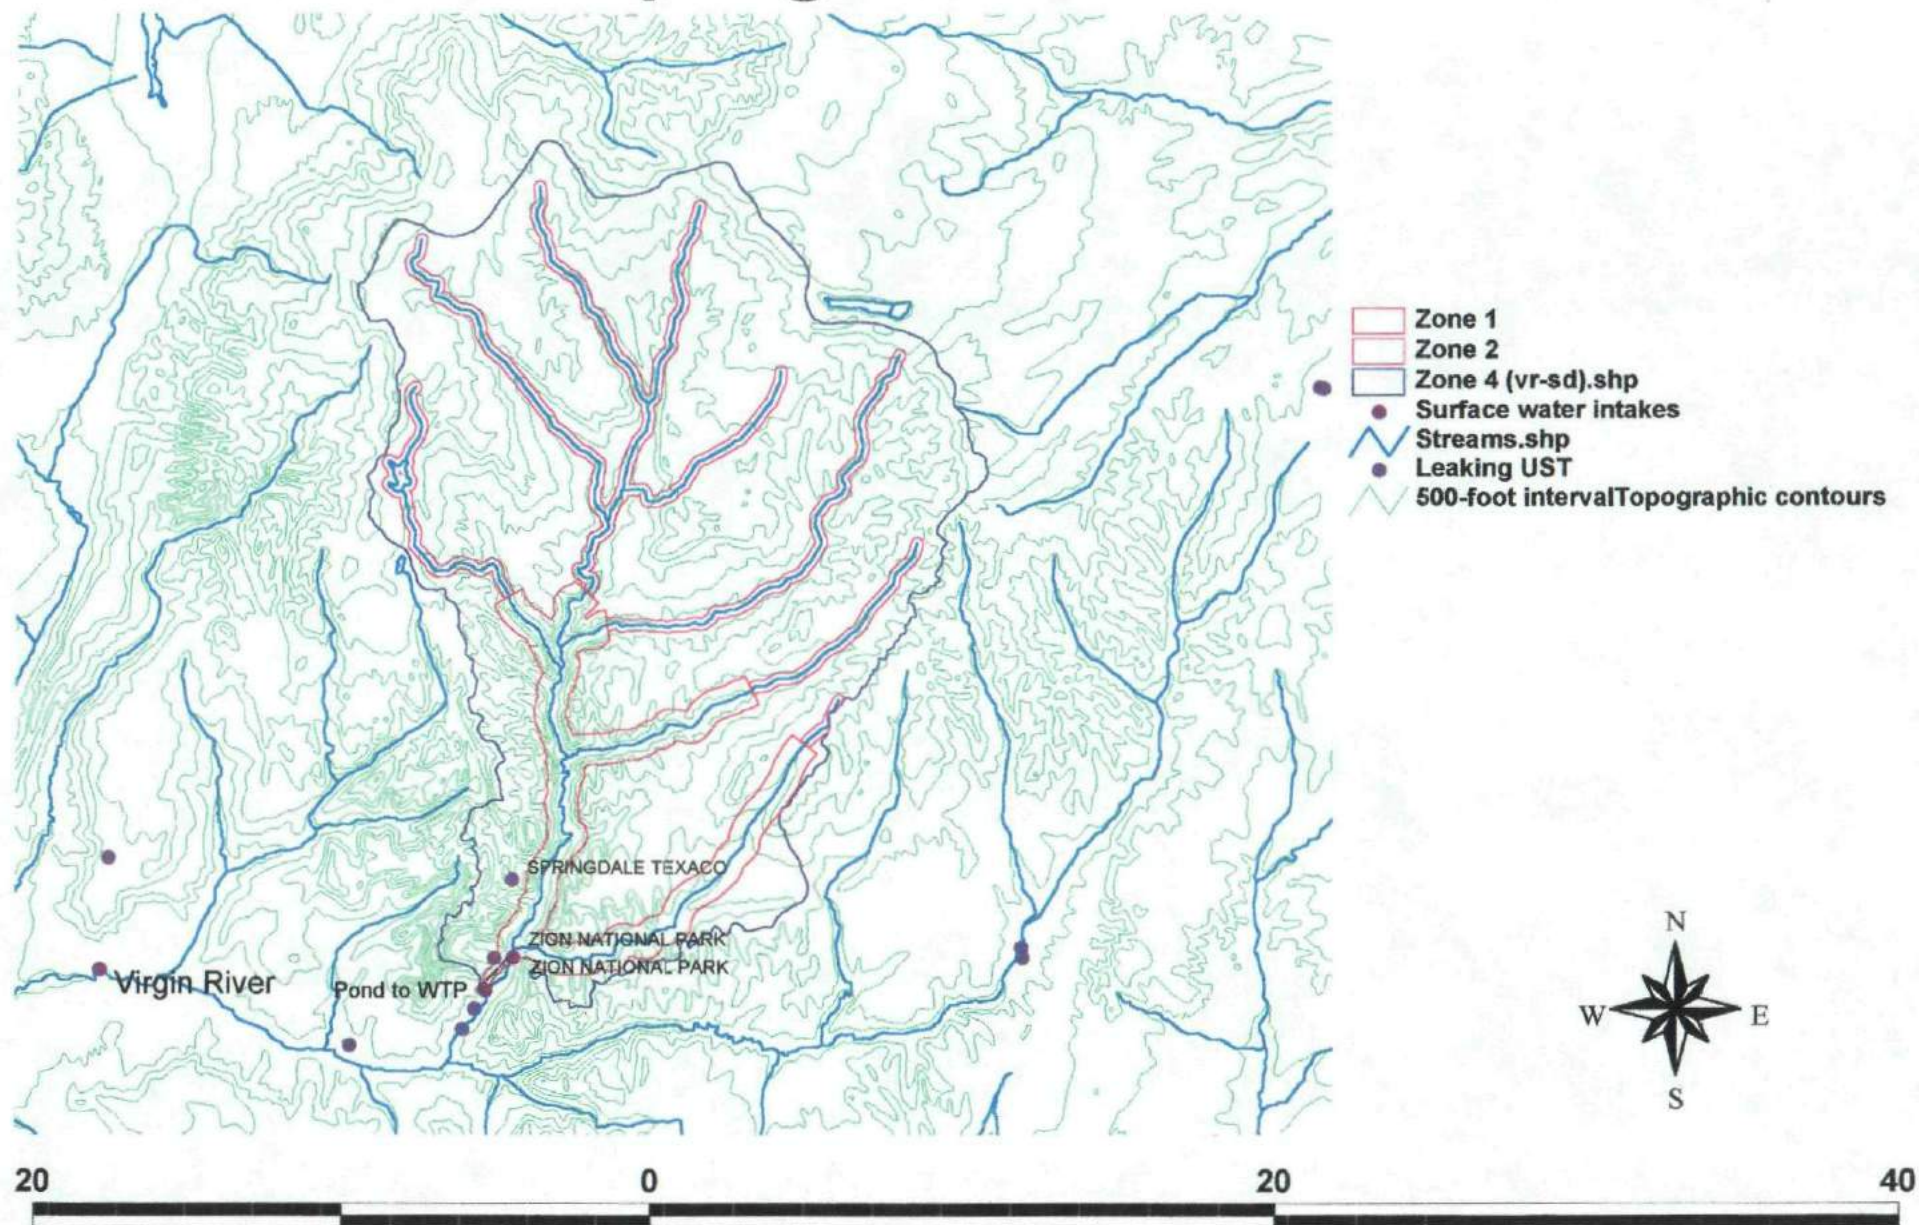 Zone 1
Zone 2
Zone 4 (vr-sd).shp
Surface water intakes
Streams.shp
Leaking UST
500-foot intervalTopographic contours
SPRINGDALE TEXACO
ZION NATIONAL PARK
ZION NATIONAL PARK
Virgin River
Pond to WTP
N
W E
S
20 0 20 40